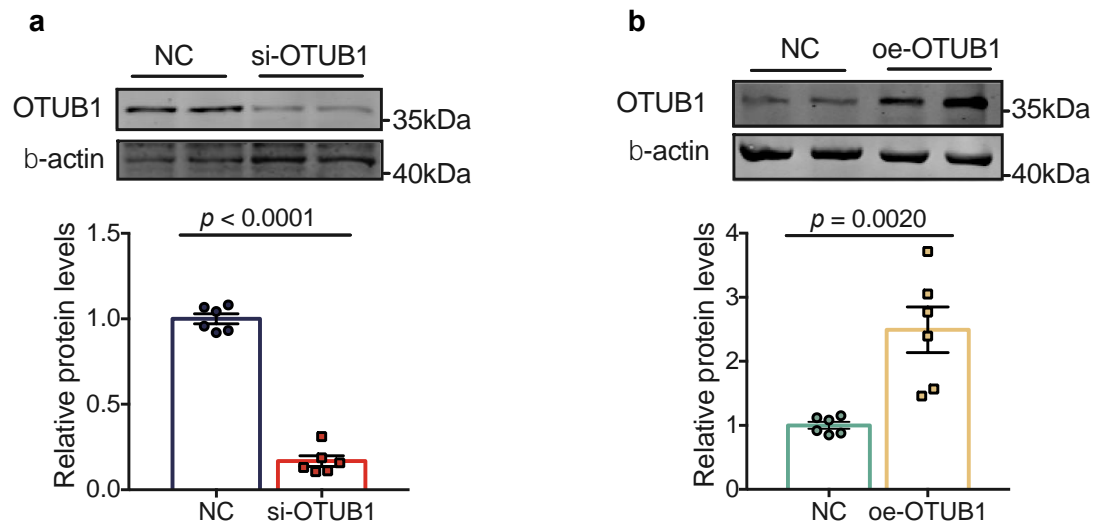 a
NC si-OTUB1
OTUB1
35kDa
b-actin
40kDa
p < 0.0001
Relative protein levels
1.5
1.0
0.5
0.0
NC si-OTUB1
b
NC oe-OTUB1
OTUB1
35kDa
b-actin
40kDa
p = 0.0020
Relative protein levels
4
3
2
1
0
NC oe-OTUB1